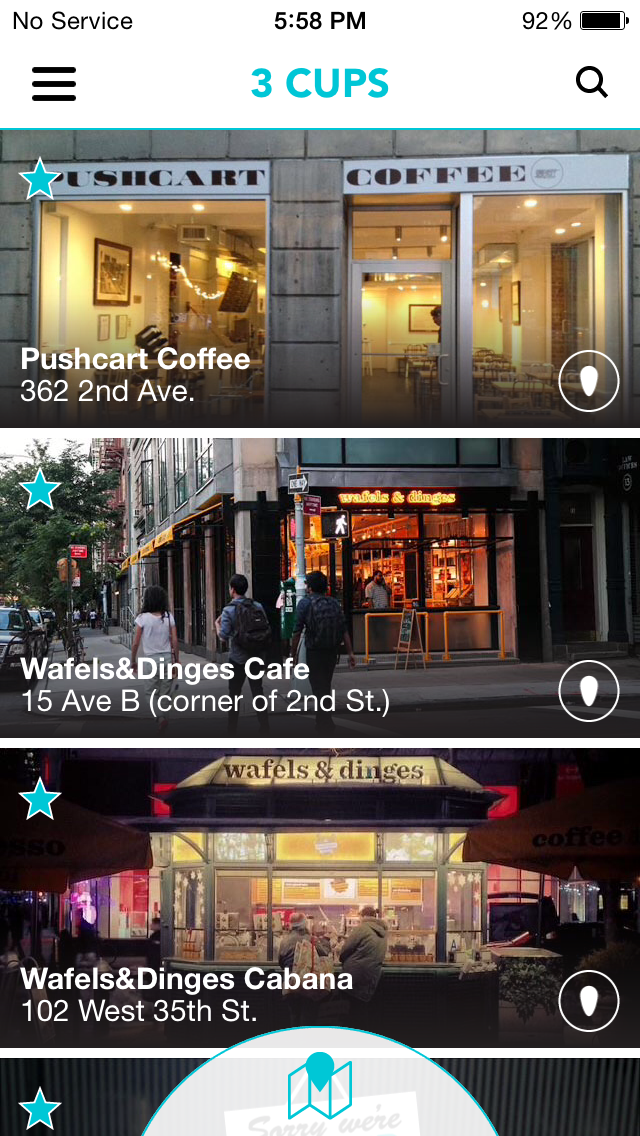 No Service 5:58 PM 92%
3 CUPS
PUSHCART COFFEE
Pushcart Coffee
362 2nd Ave.
wafels & dinges
Wafels&Dinges Cafe
15 Ave B (corner of 2nd St.)
wafels & dinges
coffee
Wafels&Dinges Cabana
102 West 35th St.
Sorry we're